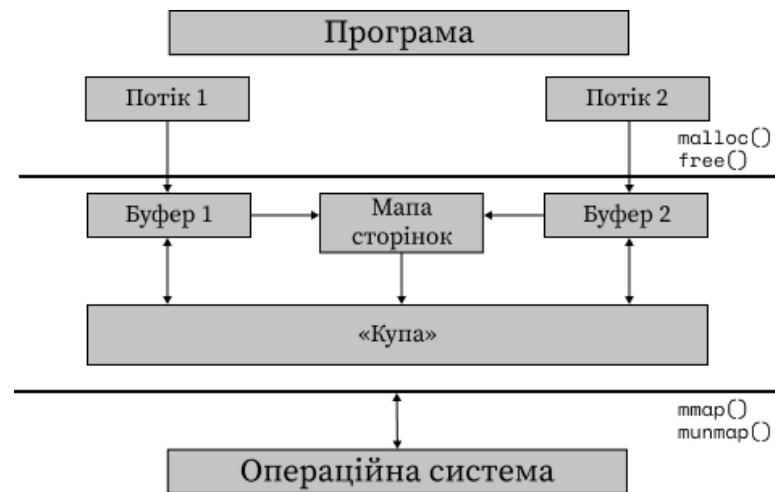 Програма
Потік 1
Потік 2
malloc()
free()
Буфер 1
Мапа
сторінок
Буфер 2
«Купа»
mmap()
munmap()
Операційна система